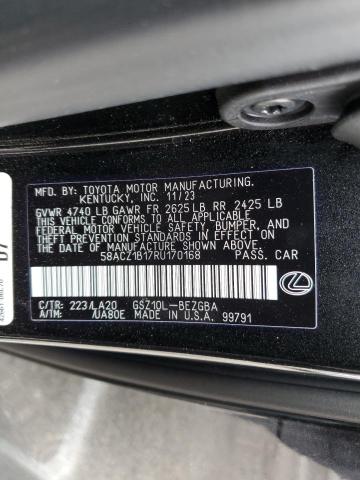 MFD. BY: TOYOTA MOTOR MANUFACTURING.
KENTUCKY, INC. 11/23
GVWR 4740 LB GAWR FR 2625 LB RR 2425 LB
THIS VEHICLE CONFORMS TO ALL APPLICABLE
FEDERAL MOTOR VEHICLE SAFETY, BUMPER, AND
THEFT PREVENTION STANDARDS IN EFFECT ON
THE DATE OF MANUFACTURE SHOWN ABOVE.
58ACZ1B17RU170168 PASS. CAR
C/TR: 223/LA20 GSZ10L-BEZGBA
A/TM: /UA80E MADE IN U.S.A. 99791